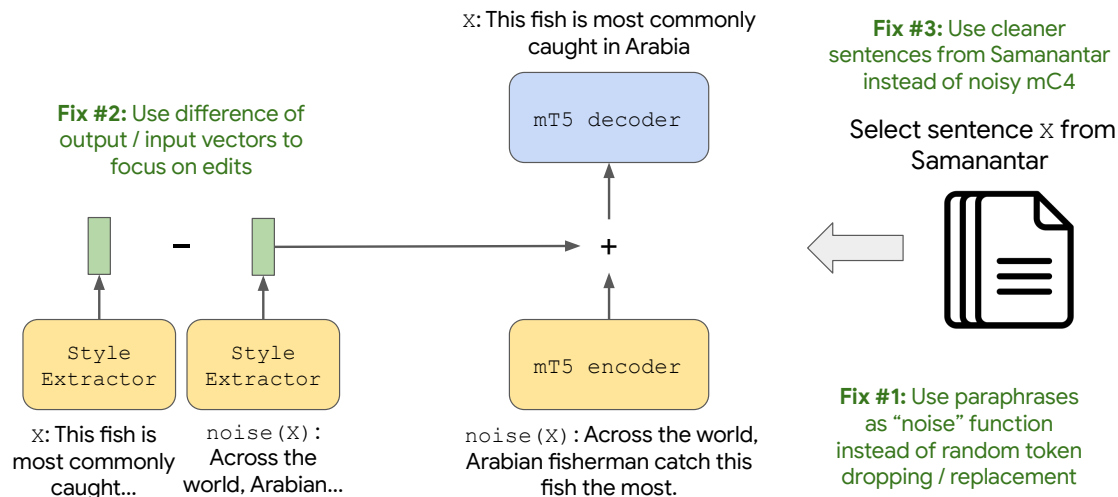 X: This fish is most commonly
caught in Arabia
Fix #3: Use cleaner
sentences from Samanantar
instead of noisy mC4
Fix #2: Use difference of
output / input vectors to
focus on edits
mT5 decoder
Select sentence X from
Samanantar
–
+
Style
Extractor
Style
Extractor
mT5 encoder
X: This fish is
most commonly
caught...
noise(X):
Across the
world, Arabian...
noise(X): Across the world,
Arabian fisherman catch this
fish the most.
Fix #1: Use paraphrases
as “noise” function
instead of random token
dropping / replacement